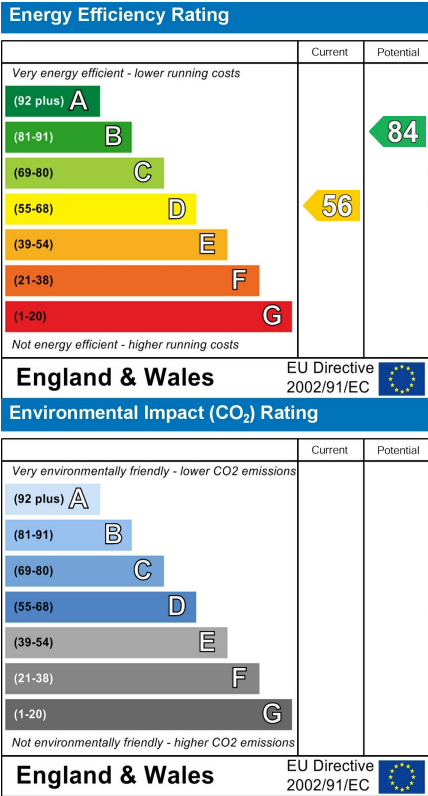 Energy Efficiency Rating
Current Potential
Very energy efficient - lower running costs
(92 plus) A
(81-91) B
84
(69-80) C
(55-68) D
56
(39-54) E
(21-38) F
(1-20) G
Not energy efficient - higher running costs
England & Wales
EU Directive
2002/91/EC
Environmental Impact (CO₂) Rating
Current Potential
Very environmentally friendly - lower CO2 emissions
(92 plus) A
(81-91) B
(69-80) C
(55-68) D
(39-54) E
(21-38) F
(1-20) G
Not environmentally friendly - higher CO2 emissions
England & Wales
EU Directive
2002/91/EC